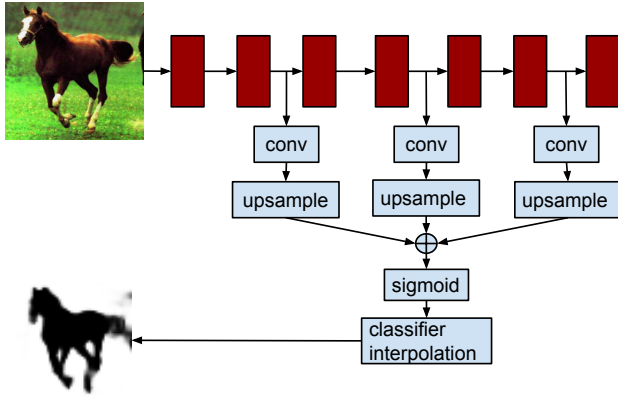 conv
conv
conv
upsample
upsample
upsample
sigmoid
classifier
interpolation